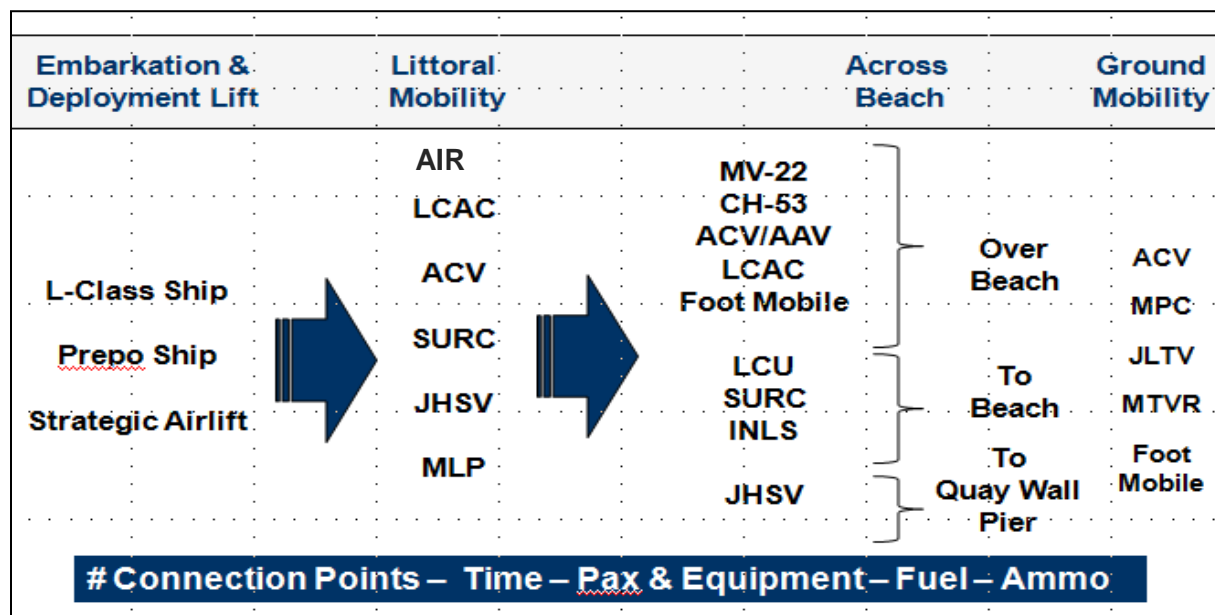 Embarkation &
Deployment Lift
Littoral
Mobility
Across
Beach
Ground
Mobility
L-Class Ship
Prepo Ship
Strategic Airlift
AIR
LCAC
ACV
SURC
JHSV
MLP
MV-22
CH-53
ACV/AAV
LCAC
Foot Mobile
LCU
SURC
INLS
JHSV
Over
Beach
To
Beach
To
Quay Wall
Pier
ACV
MPC
JLTV
MTVR
Foot
Mobile
# Connection Points – Time – Pax & Equipment – Fuel – Ammo